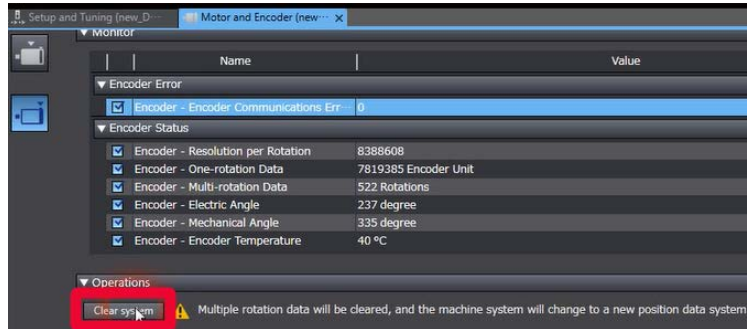 Setup and Tuning (new_D···
Motor and Encoder (new··· X
▼ Monitor
Name Value
▼ Encoder Error
Encoder - Encoder Communications Err··· 0
▼ Encoder Status
Encoder - Resolution per Rotation 8388608
Encoder - One-rotation Data 7819385 Encoder Unit
Encoder - Multi-rotation Data 522 Rotations
Encoder - Electric Angle 237 degree
Encoder - Mechanical Angle 335 degree
Encoder - Encoder Temperature 40 ºC
▼ Operations
Clear system Multiple rotation data will be cleared, and the machine system will change to a new position data system